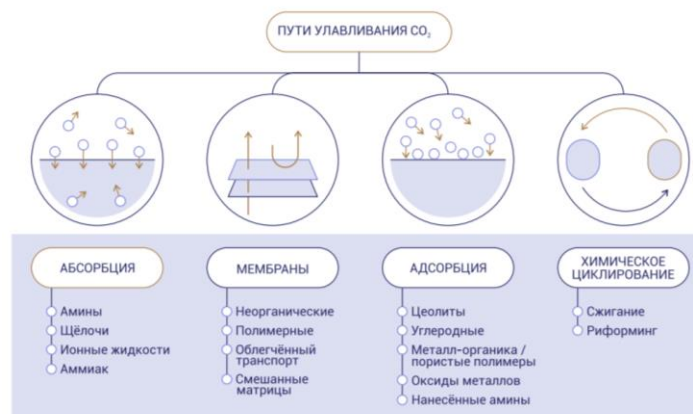 ПУТИ УЛАВЛИВАНИЯ CO₂
АБСОРБЦИЯ
Амины
Щёлочи
Ионные жидкости
Аммиак
МЕМБРАНЫ
Неорганические
Полимерные
Облегчённый
транспорт
Смешанные
матрицы
АДСОРБЦИЯ
Цеолиты
Углеродные
Металл-органика /
пористые полимеры
Оксиды металлов
Нанесённые амины
ХИМИЧЕСКОЕ
ЦИКЛИРОВАНИЕ
Сжигание
Риформинг